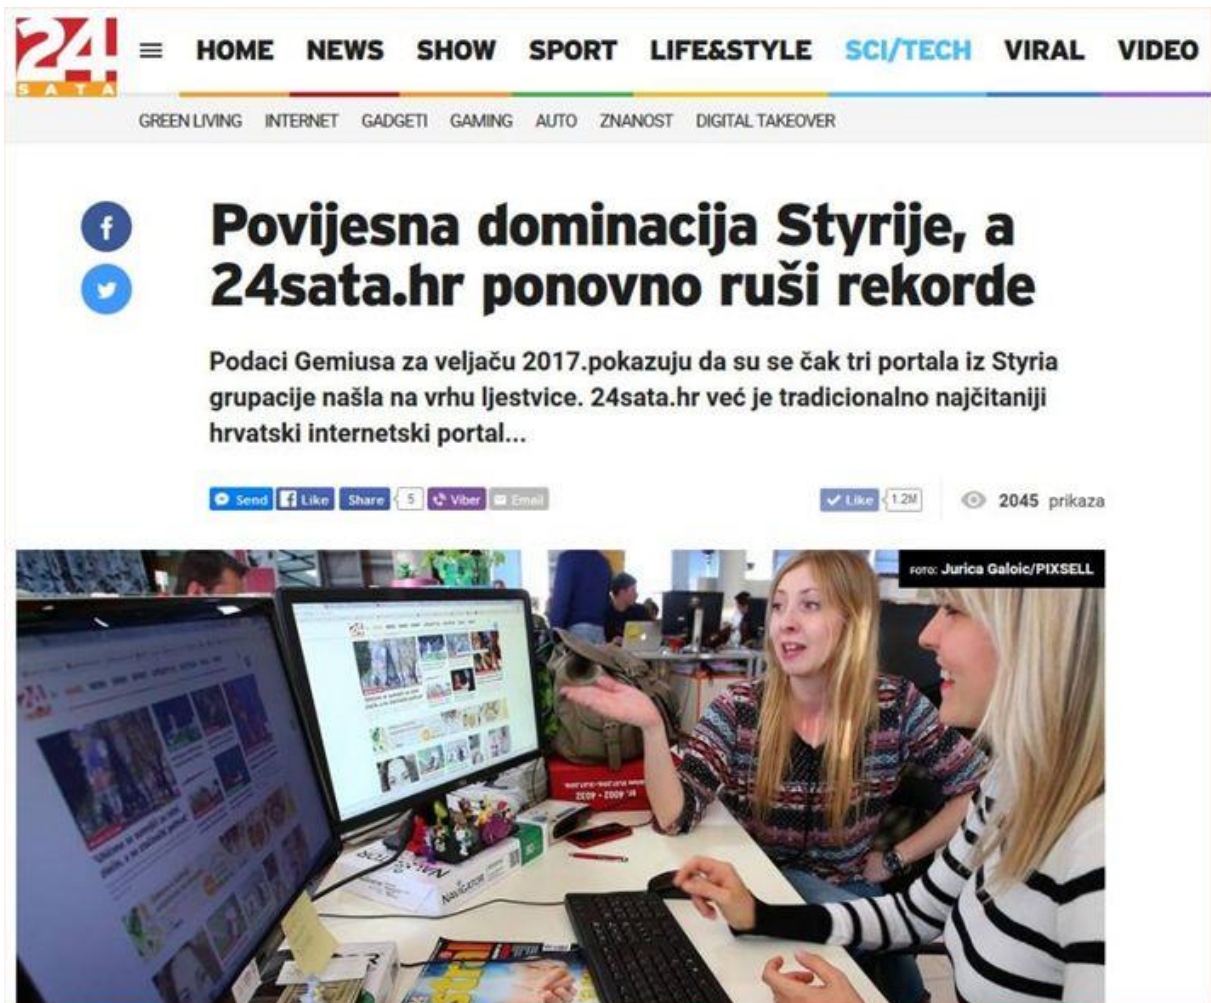 24
SATA
HOME NEWS SHOW SPORT LIFE&STYLE SCI/TECH VIRAL VIDEO
GREEN LIVING INTERNET GADGETI GAMING AUTO ZNANOST DIGITAL TAKEOVER
Povijesna dominacija Styrije, a
24sata.hr ponovno ruši rekorde
Podaci Gemiusa za veljaču 2017.pokazuju da su se čak tri portala iz Styria
grupacije našla na vrhu ljestvice. 24sata.hr već je tradicionalno najčitaniji
hrvatski internetski portal...
Send Like Share 5 Viber Email Like 1.2M 2045 prikaza
FOTO: Jurica Galoic/PIXSELL
NAVIGATOR